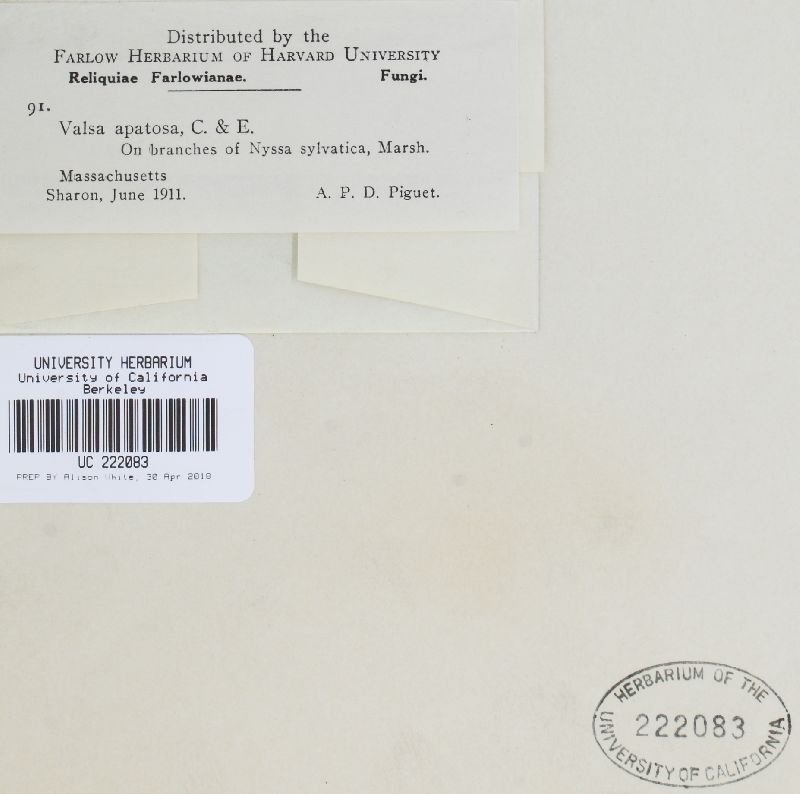 Distributed by the
FARLOW HERBARIUM OF HARVARD UNIVERSITY
Reliquiae Farlowianae. Fungi.
91.
Valsa apatosa, C. & E.
On branches of Nyssa sylvatica, Marsh.
Massachusetts
Sharon, June 1911. A. P. D. Piguet.
UNIVERSITY HERBARIUM
University of California
Berkeley
UC 222083
PREP BY Alison White, 30 Apr 2018
HERBARIUM OF THE
222083
UNIVERSITY OF CALIFORNIA